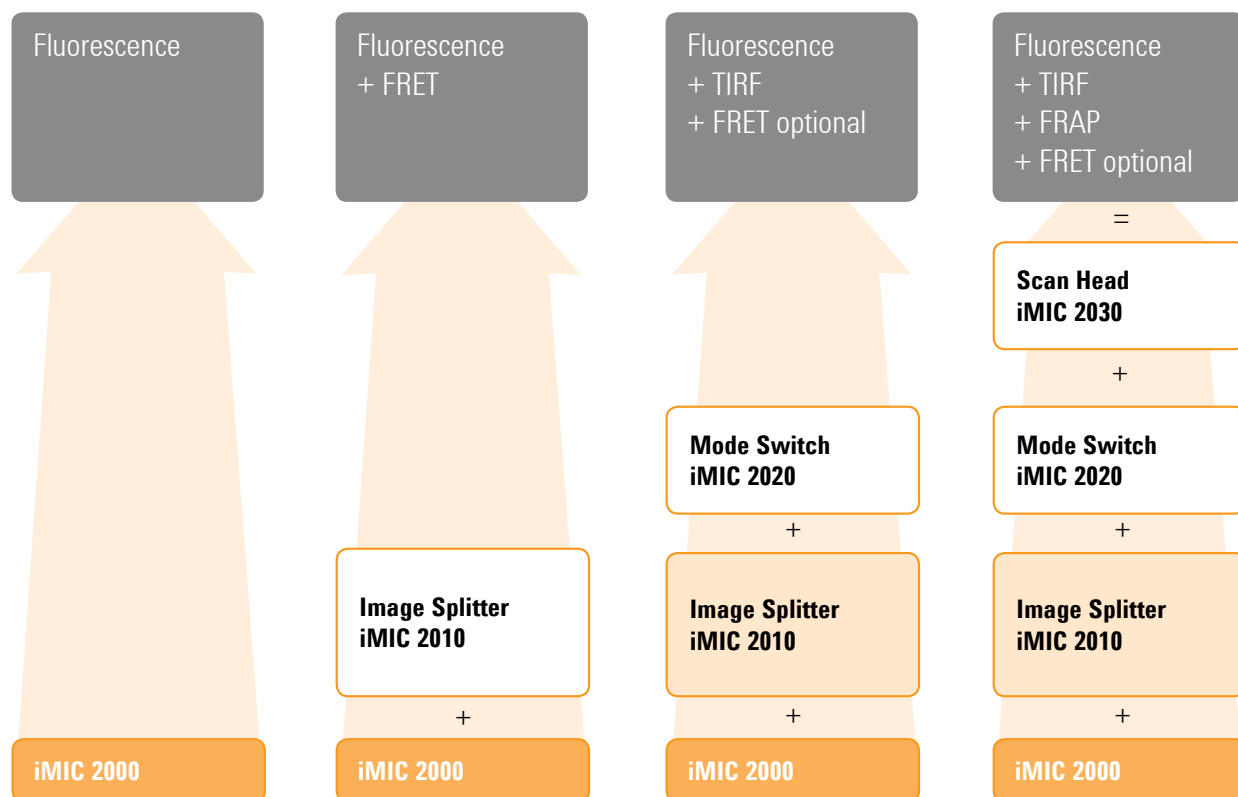 Fluorescence
Fluorescence
+ FRET
Fluorescence
+ TIRF
+ FRET optional
Fluorescence
+ TIRF
+ FRAP
+ FRET optional
=
Scan Head
iMIC 2030
+
Mode Switch
iMIC 2020
Mode Switch
iMIC 2020
+
+
Image Splitter
iMIC 2010
Image Splitter
iMIC 2010
Image Splitter
iMIC 2010
+
+
+
iMIC 2000
iMIC 2000
iMIC 2000
iMIC 2000